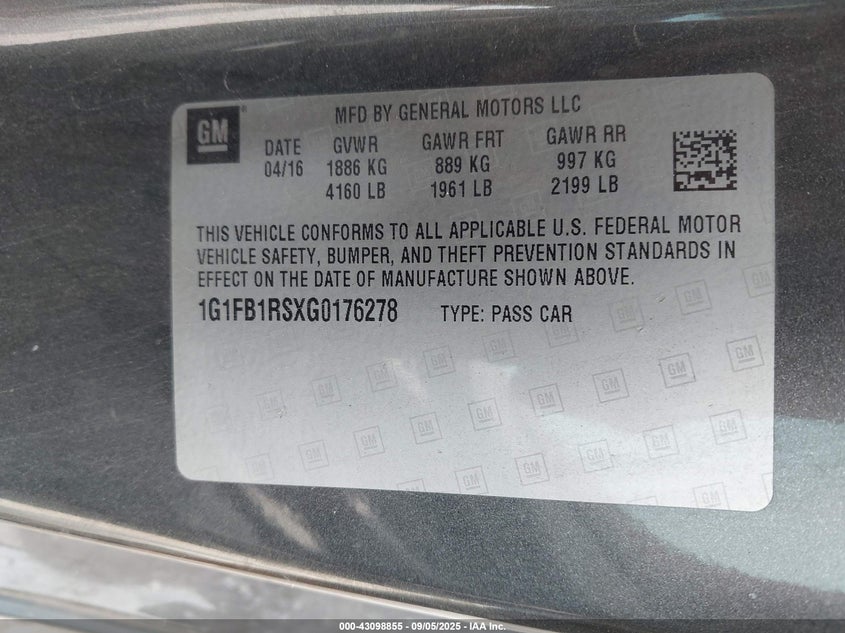 GM
MFD BY GENERAL MOTORS LLC
DATE GVWR GAWR FRT GAWR RR
04/16 1886 KG 889 KG 997 KG
4160 LB 1961 LB 2199 LB
THIS VEHICLE CONFORMS TO ALL APPLICABLE U.S. FEDERAL MOTOR
VEHICLE SAFETY, BUMPER, AND THEFT PREVENTION STANDARDS IN
EFFECT ON THE DATE OF MANUFACTURE SHOWN ABOVE.
1G1FB1RSXG0176278 TYPE: PASS CAR
000-43098855 - 09/05/2025 - IAA Inc.